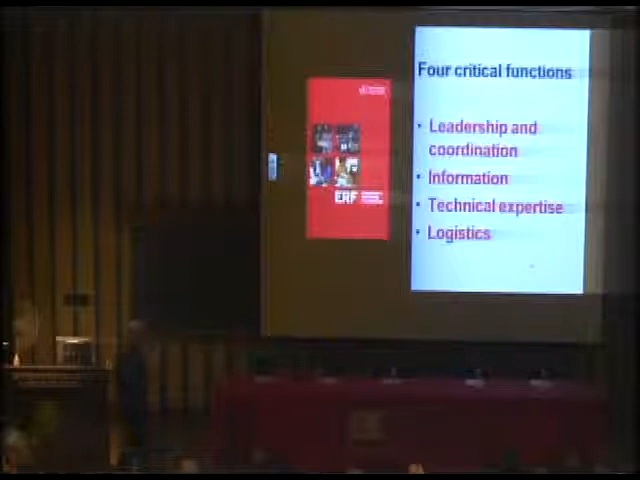 ERF
Four critical functions
• Leadership and
coordination
• Information
• Technical expertise
• Logistics